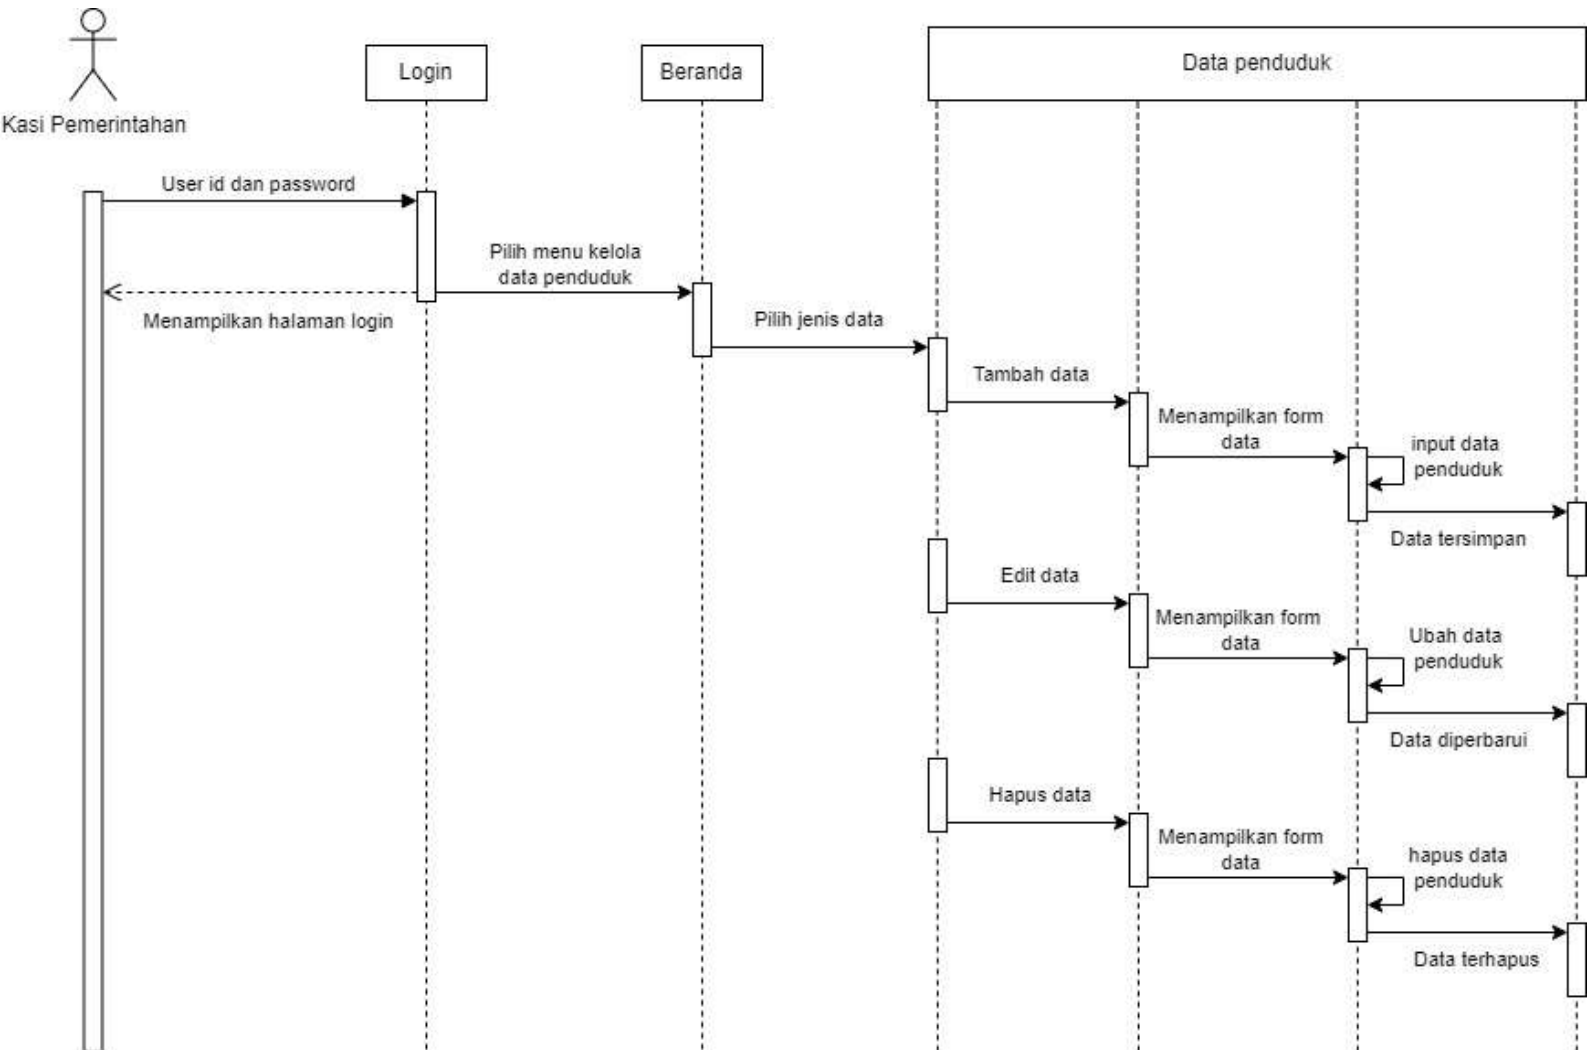 Login
Beranda
Data penduduk
Kasi Pemerintahan
User id dan password
Pilih menu kelola
data penduduk
Menampilkan halaman login
Pilih jenis data
Tambah data
Menampilkan form
data
input data
penduduk
Data tersimpan
Edit data
Menampilkan form
data
Ubah data
penduduk
Data diperbarui
Hapus data
Menampilkan form
data
hapus data
penduduk
Data terhapus